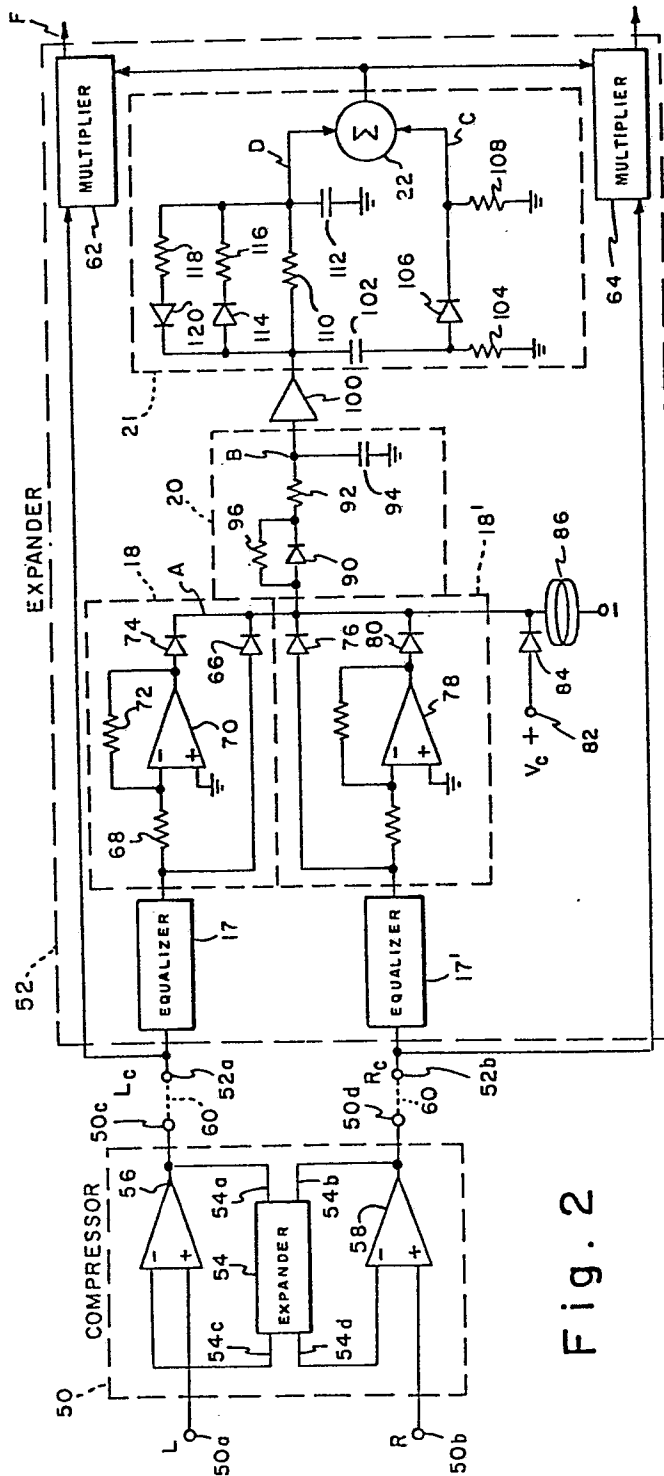 F
EXPANDER
MULTIPLIER
62
D
118
120
116
114
112
Σ
22
C
110
102
106
108
104
21
100
MULTIPLIER
64
20
B
96
92
94
90
18
A
18'
74
72
66
70
68
76
80
78
86
84
82
VC +
−
+
−
+
−
52
EQUALIZER
17
EQUALIZER
17'
LC
52a
RC
52b
50c
60
50d
60
COMPRESSOR
50
56
−
+
54a
54b
54
EXPANDER
54c
54d
58
−
+
L
50a
R
50b
Fig. 2